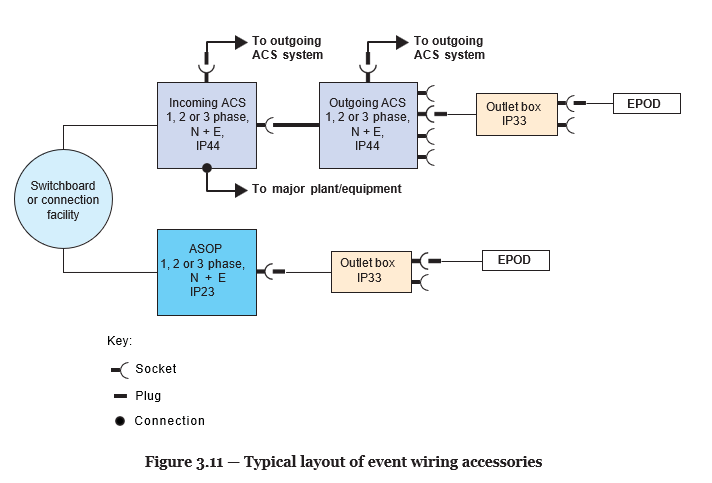 To outgoing
ACS system
To outgoing
ACS system
Incoming ACS
1, 2 or 3 phase,
N + E,
IP44
Outgoing ACS
1, 2 or 3 phase,
N + E,
IP44
Outlet box
IP33
EPOD
Switchboard
or connection
facility
To major plant/equipment
ASOP
1, 2 or 3 phase,
N + E
IP23
Outlet box
IP33
EPOD
Key:
Socket
Plug
Connection
Figure 3.11 — Typical layout of event wiring accessories